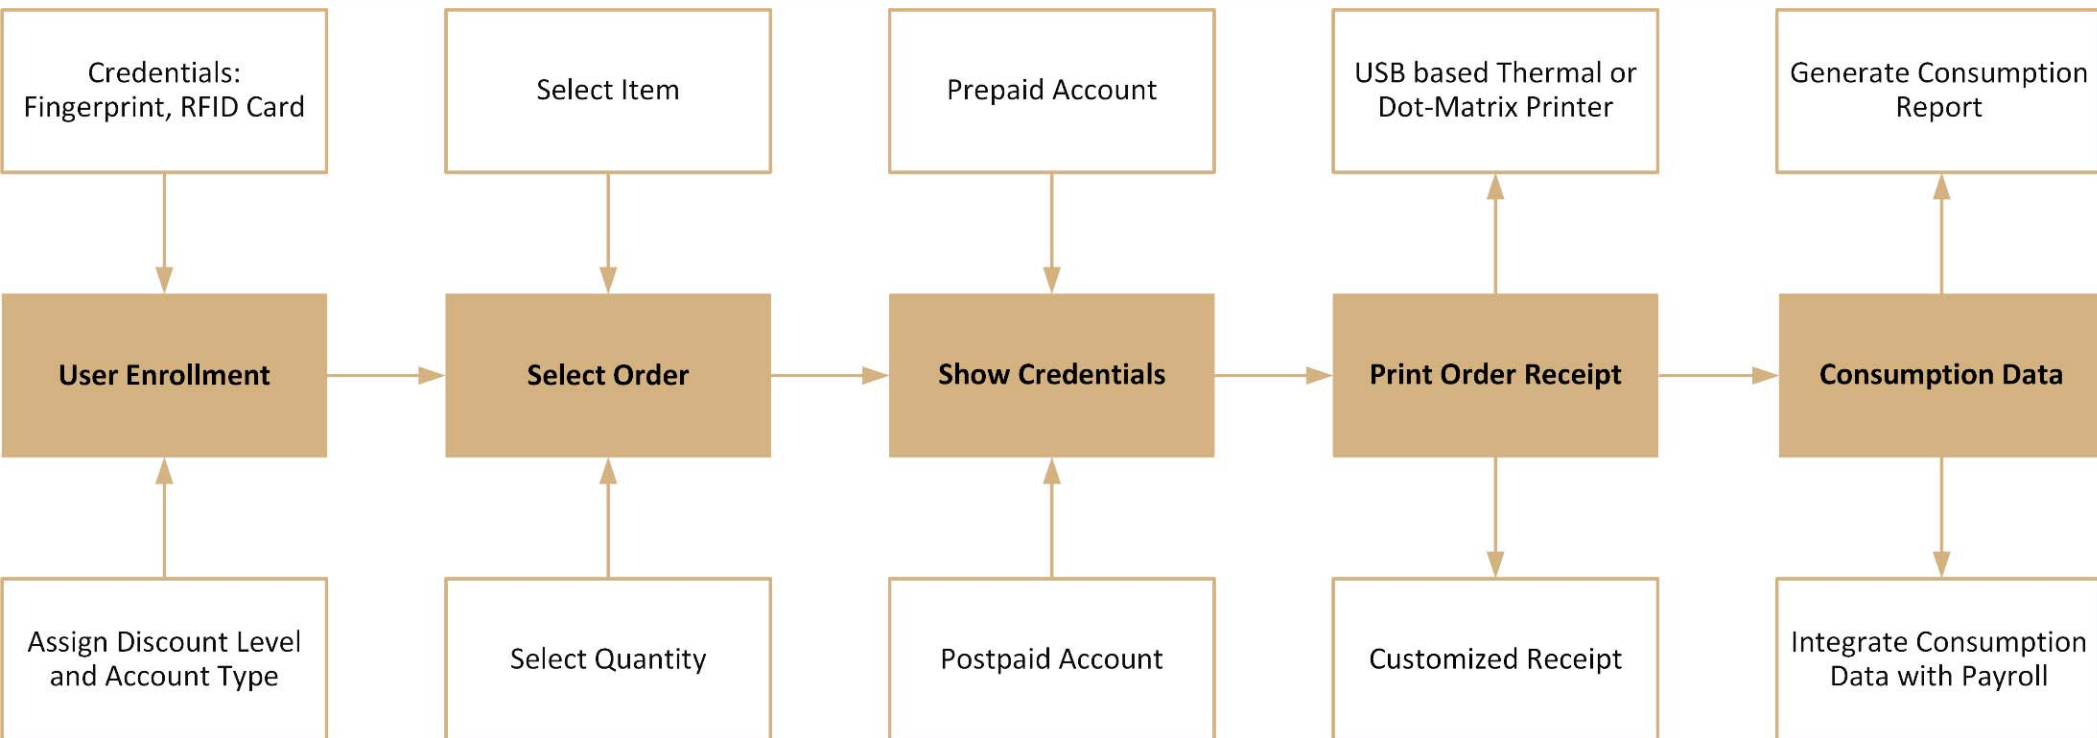 Credentials:
Fingerprint, RFID Card
Select Item
Prepaid Account
USB based Thermal or
Dot-Matrix Printer
Generate Consumption
Report
User Enrollment
Select Order
Show Credentials
Print Order Receipt
Consumption Data
Assign Discount Level
and Account Type
Select Quantity
Postpaid Account
Customized Receipt
Integrate Consumption
Data with Payroll